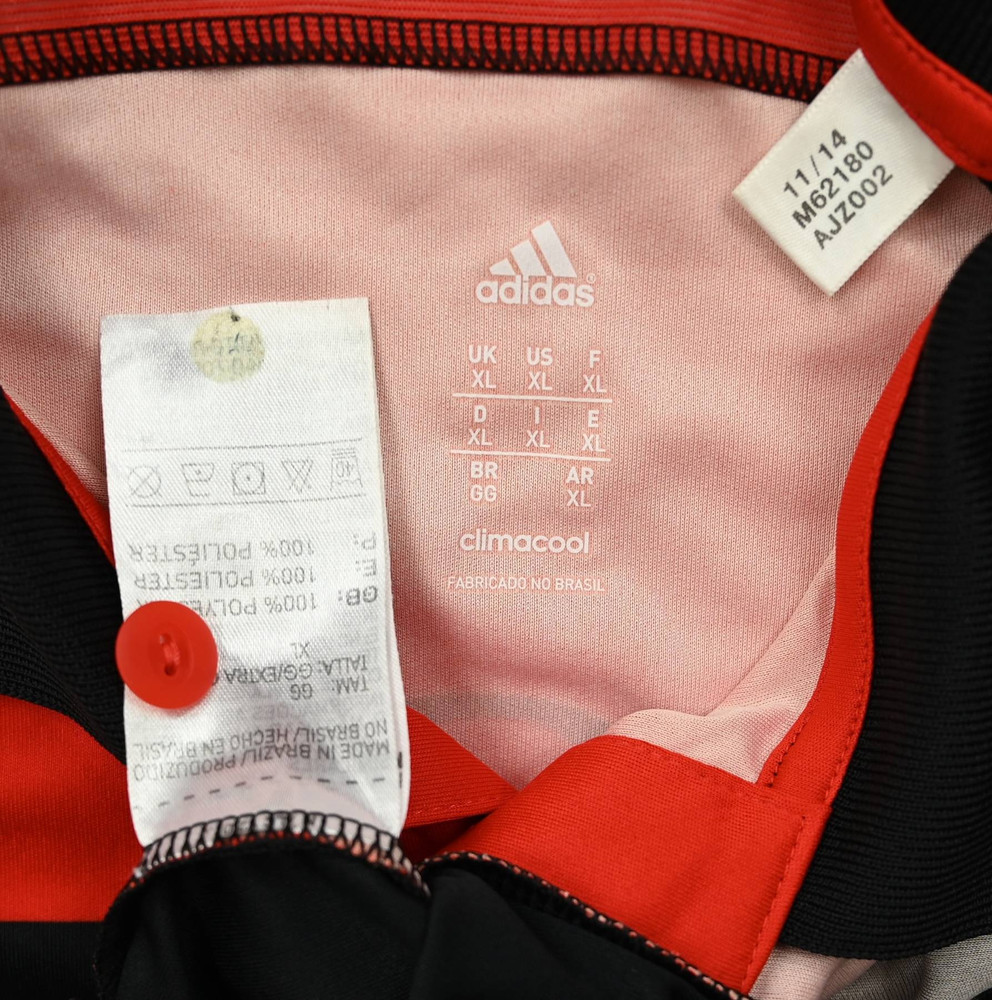 11/14
M62180
AJZ002
adidas®
UK US F
XL XL XL
D I E
XL XL XL
BR AR
GG XL
climacool
FABRICADO NO BRASIL
MADE IN BRAZIL/ PRODUZIDO
NO BRASIL/ HECHO EN BRASIL
TAM: GG
TALLA: GG/EXTRA
XL
GB: 100%
E: 100% POLIESTER
P: 100% POLIÉSTER
40